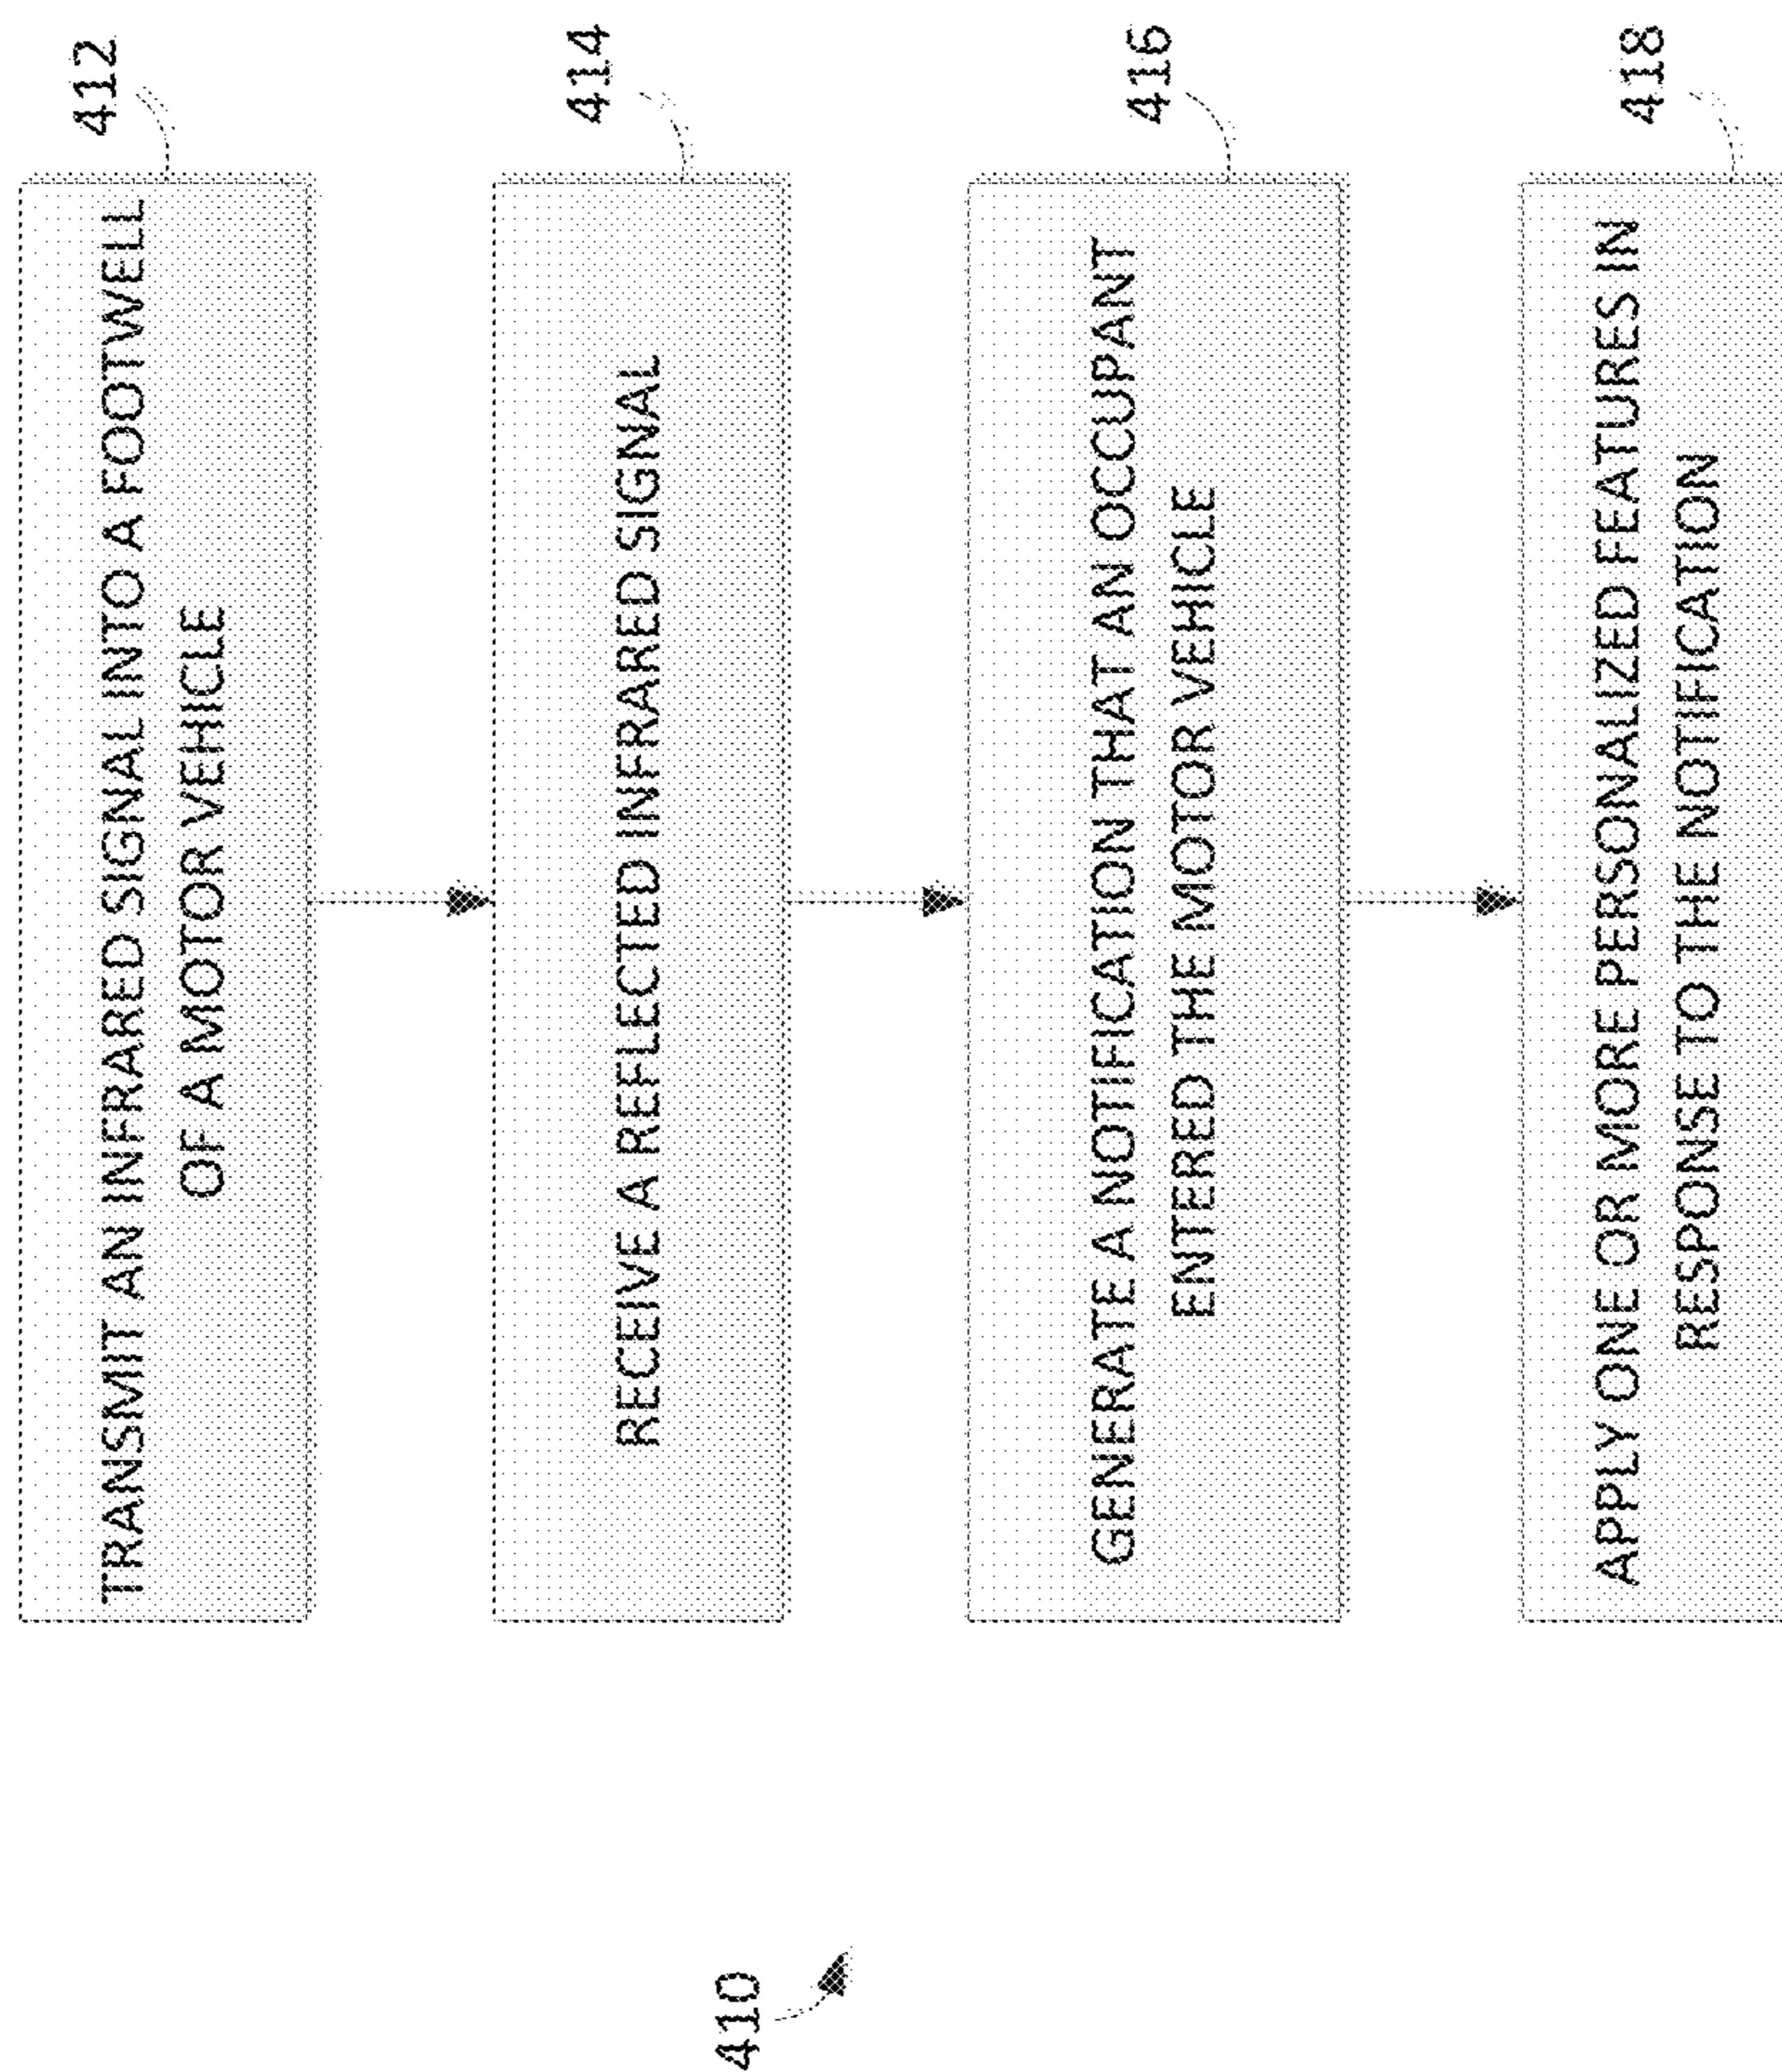 410
412
TRANSMIT AN INFRARED SIGNAL INTO A FOOTWELL
OF A MOTOR VEHICLE
414
RECEIVE A REFLECTED INFRARED SIGNAL
416
GENERATE A NOTIFICATION THAT AN OCCUPANT
ENTERED THE MOTOR VEHICLE
418
APPLY ONE OR MORE PERSONALIZED FEATURES IN
RESPONSE TO THE NOTIFICATION